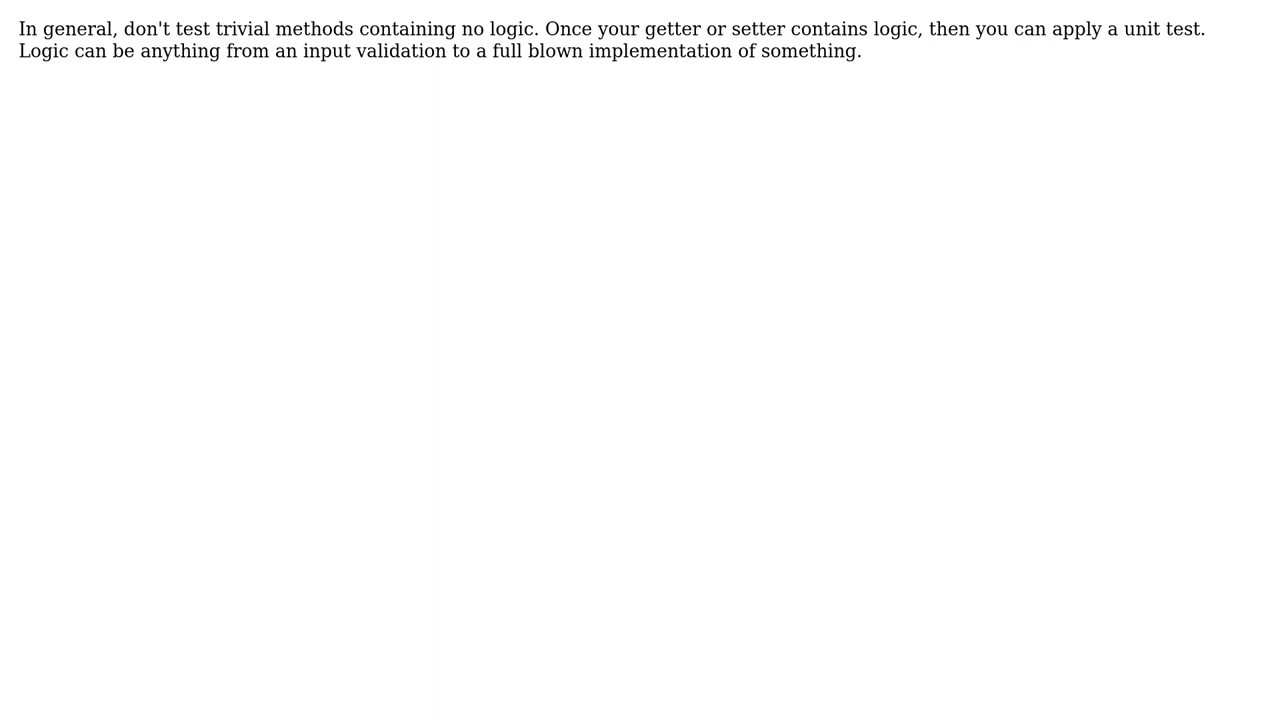 In general, don't test trivial methods containing no logic. Once your getter or setter contains logic, then you can apply a unit test.
Logic can be anything from an input validation to a full blown implementation of something.